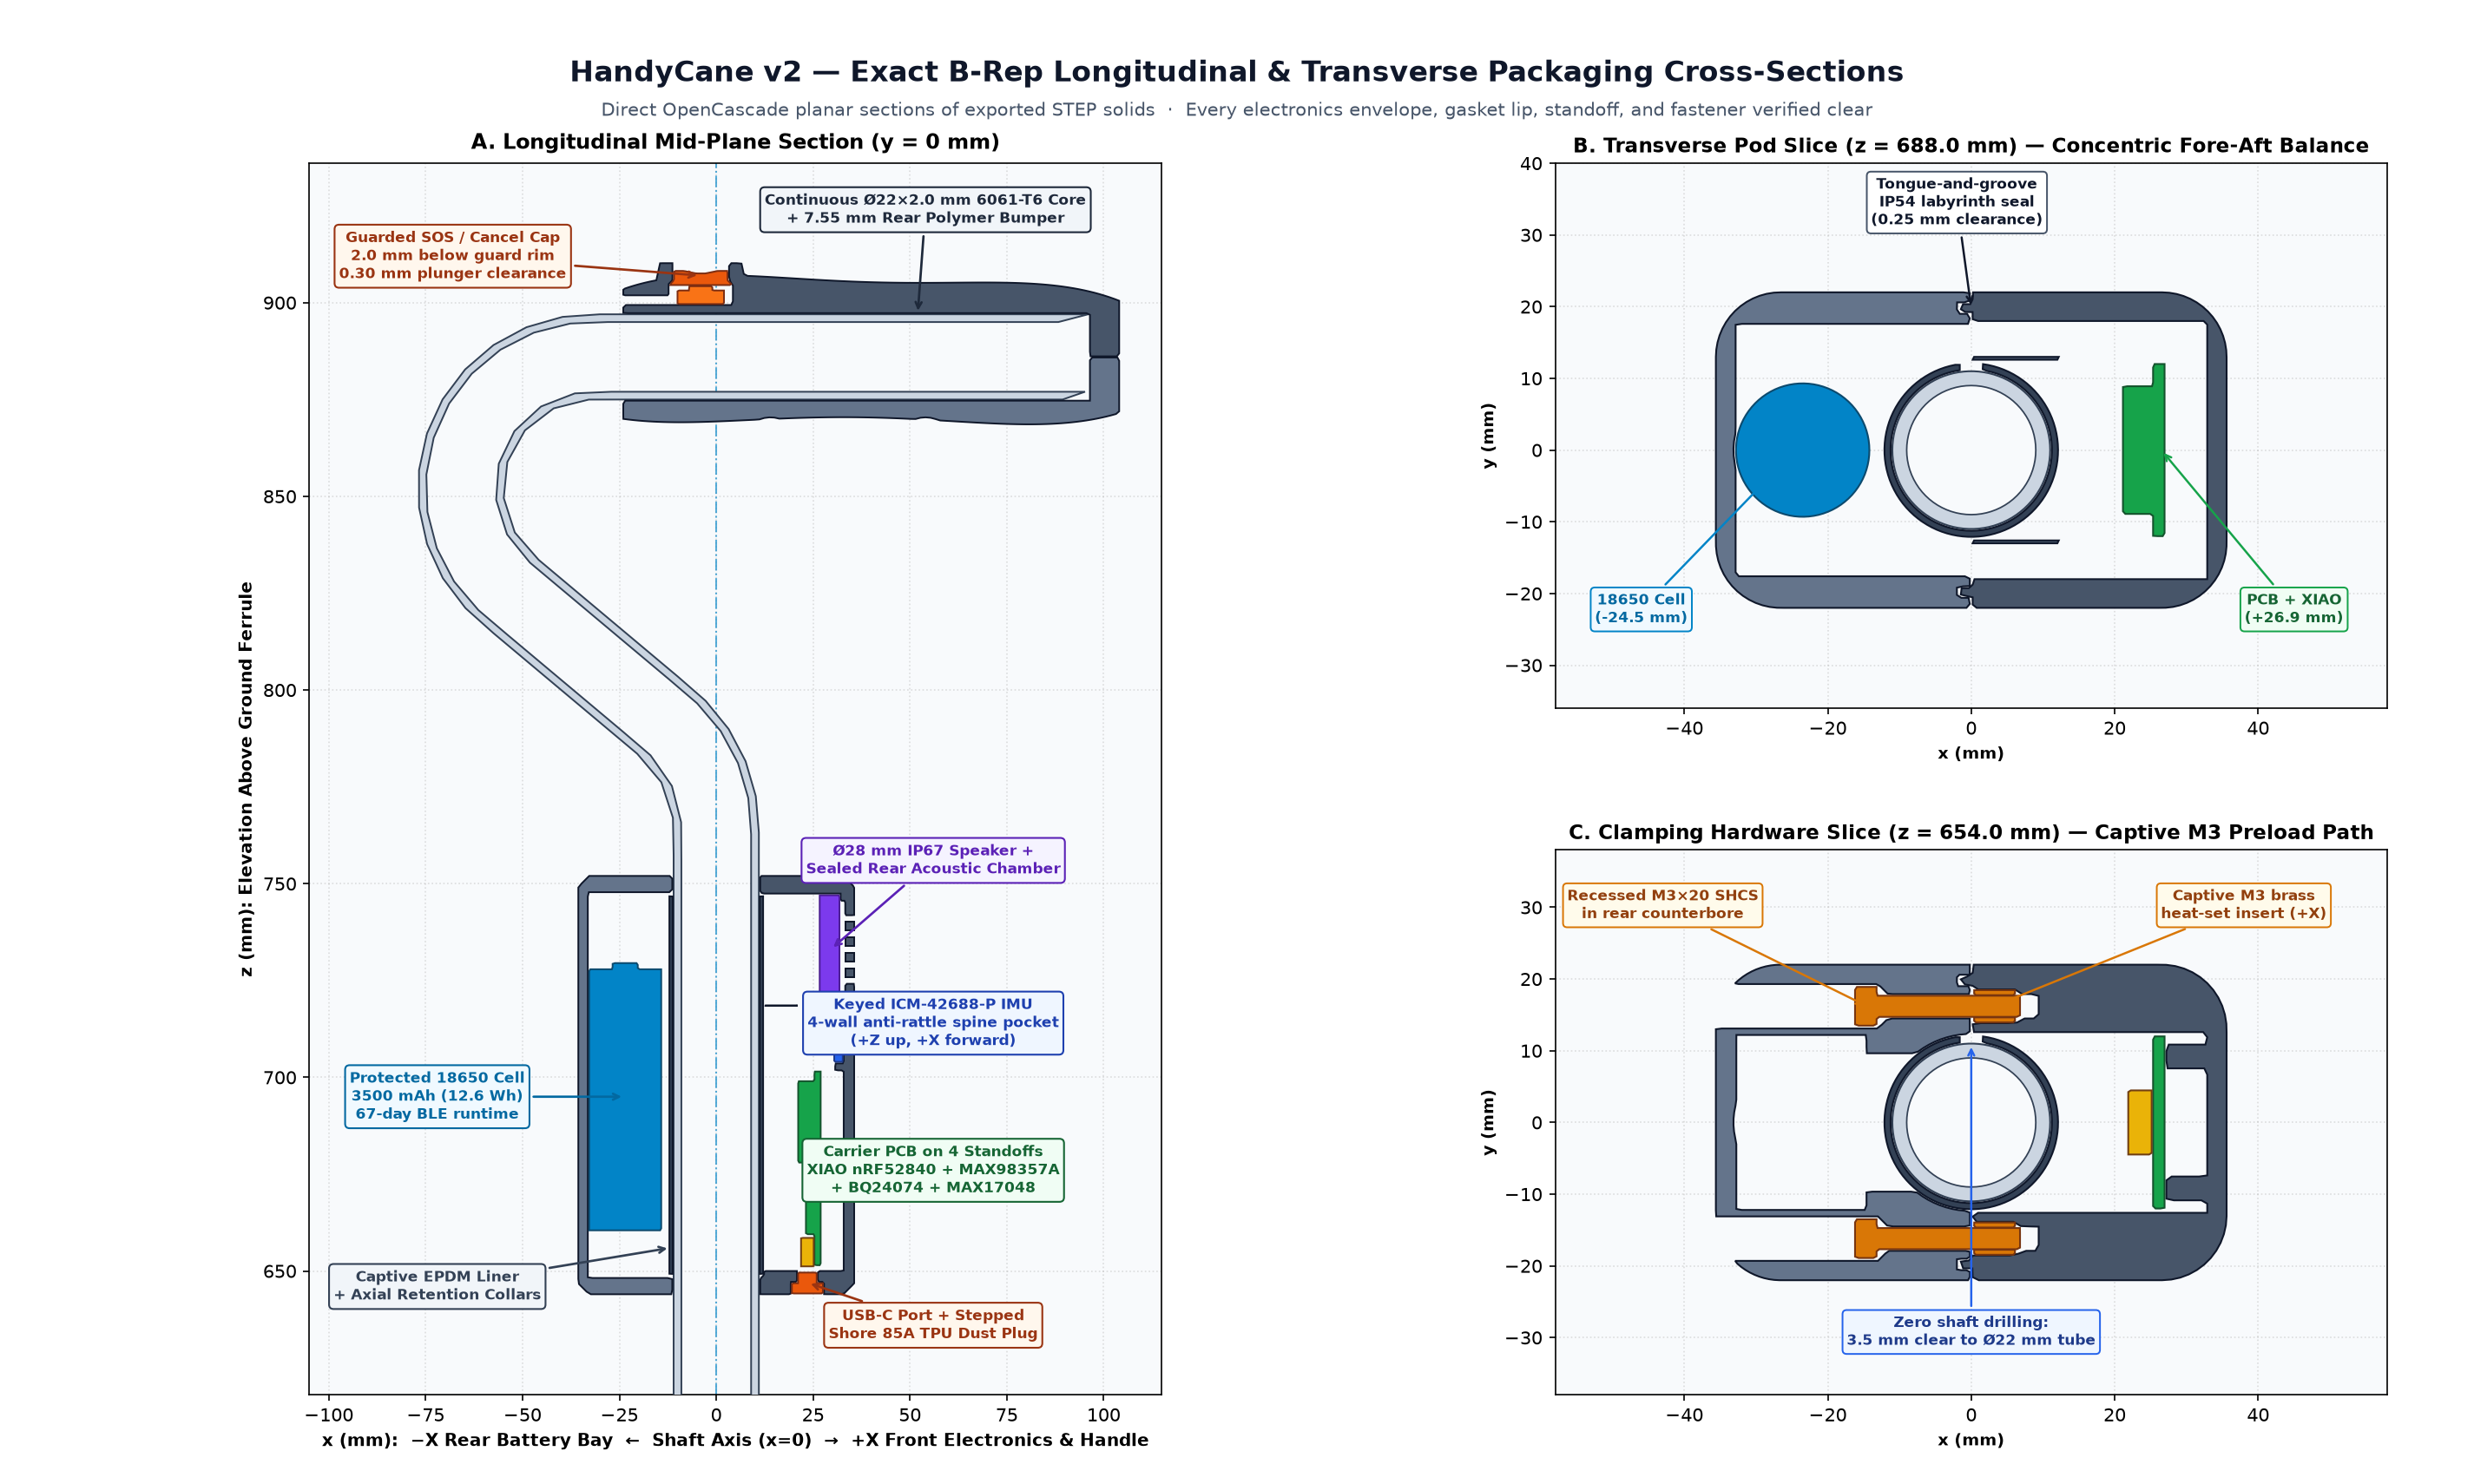 HandyCane v2 — Exact B-Rep Longitudinal & Transverse Packaging Cross-Sections
Direct OpenCascade planar sections of exported STEP solids · Every electronics envelope, gasket lip, standoff, and fastener verified clear
A. Longitudinal Mid-Plane Section (y = 0 mm)
Continuous Ø22×2.0 mm 6061-T6 Core
+ 7.55 mm Rear Polymer Bumper
Guarded SOS / Cancel Cap
2.0 mm below guard rim
0.30 mm plunger clearance
900
850
800
750
700
650
z (mm): Elevation Above Ground Ferrule
Ø28 mm IP67 Speaker +
Sealed Rear Acoustic Chamber
Keyed ICM-42688-P IMU
4-wall anti-rattle spine pocket
(+Z up, +X forward)
Protected 18650 Cell
3500 mAh (12.6 Wh)
67-day BLE runtime
Carrier PCB on 4 Standoffs
XIAO nRF52840 + MAX98357A
+ BQ24074 + MAX17048
Captive EPDM Liner
+ Axial Retention Collars
USB-C Port + Stepped
Shore 85A TPU Dust Plug
−100 −75 −50 −25 0 25 50 75 100
x (mm): −X Rear Battery Bay ← Shaft Axis (x=0) → +X Front Electronics & Handle
B. Transverse Pod Slice (z = 688.0 mm) — Concentric Fore-Aft Balance
Tongue-and-groove
IP54 labyrinth seal
(0.25 mm clearance)
40
30
20
10
0
−10
−20
−30
y (mm)
18650 Cell
(-24.5 mm)
PCB + XIAO
(+26.9 mm)
−40 −20 0 20 40
x (mm)
C. Clamping Hardware Slice (z = 654.0 mm) — Captive M3 Preload Path
Recessed M3×20 SHCS
in rear counterbore
Captive M3 brass
heat-set insert (+X)
30
20
10
0
−10
−20
−30
y (mm)
Zero shaft drilling:
3.5 mm clear to Ø22 mm tube
−40 −20 0 20 40
x (mm)